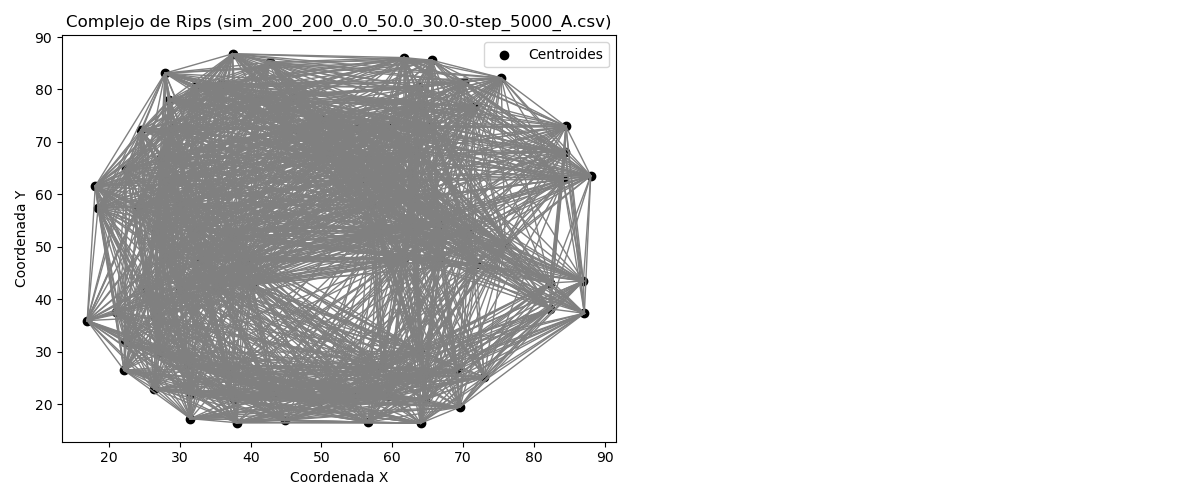 Complejo de Rips (sim_200_200_0.0_50.0_30.0-step_5000_A.csv)
90
80
70
60
50
40
30
20
Coordenada Y
Centroides
20 30 40 50 60 70 80 90
Coordenada X